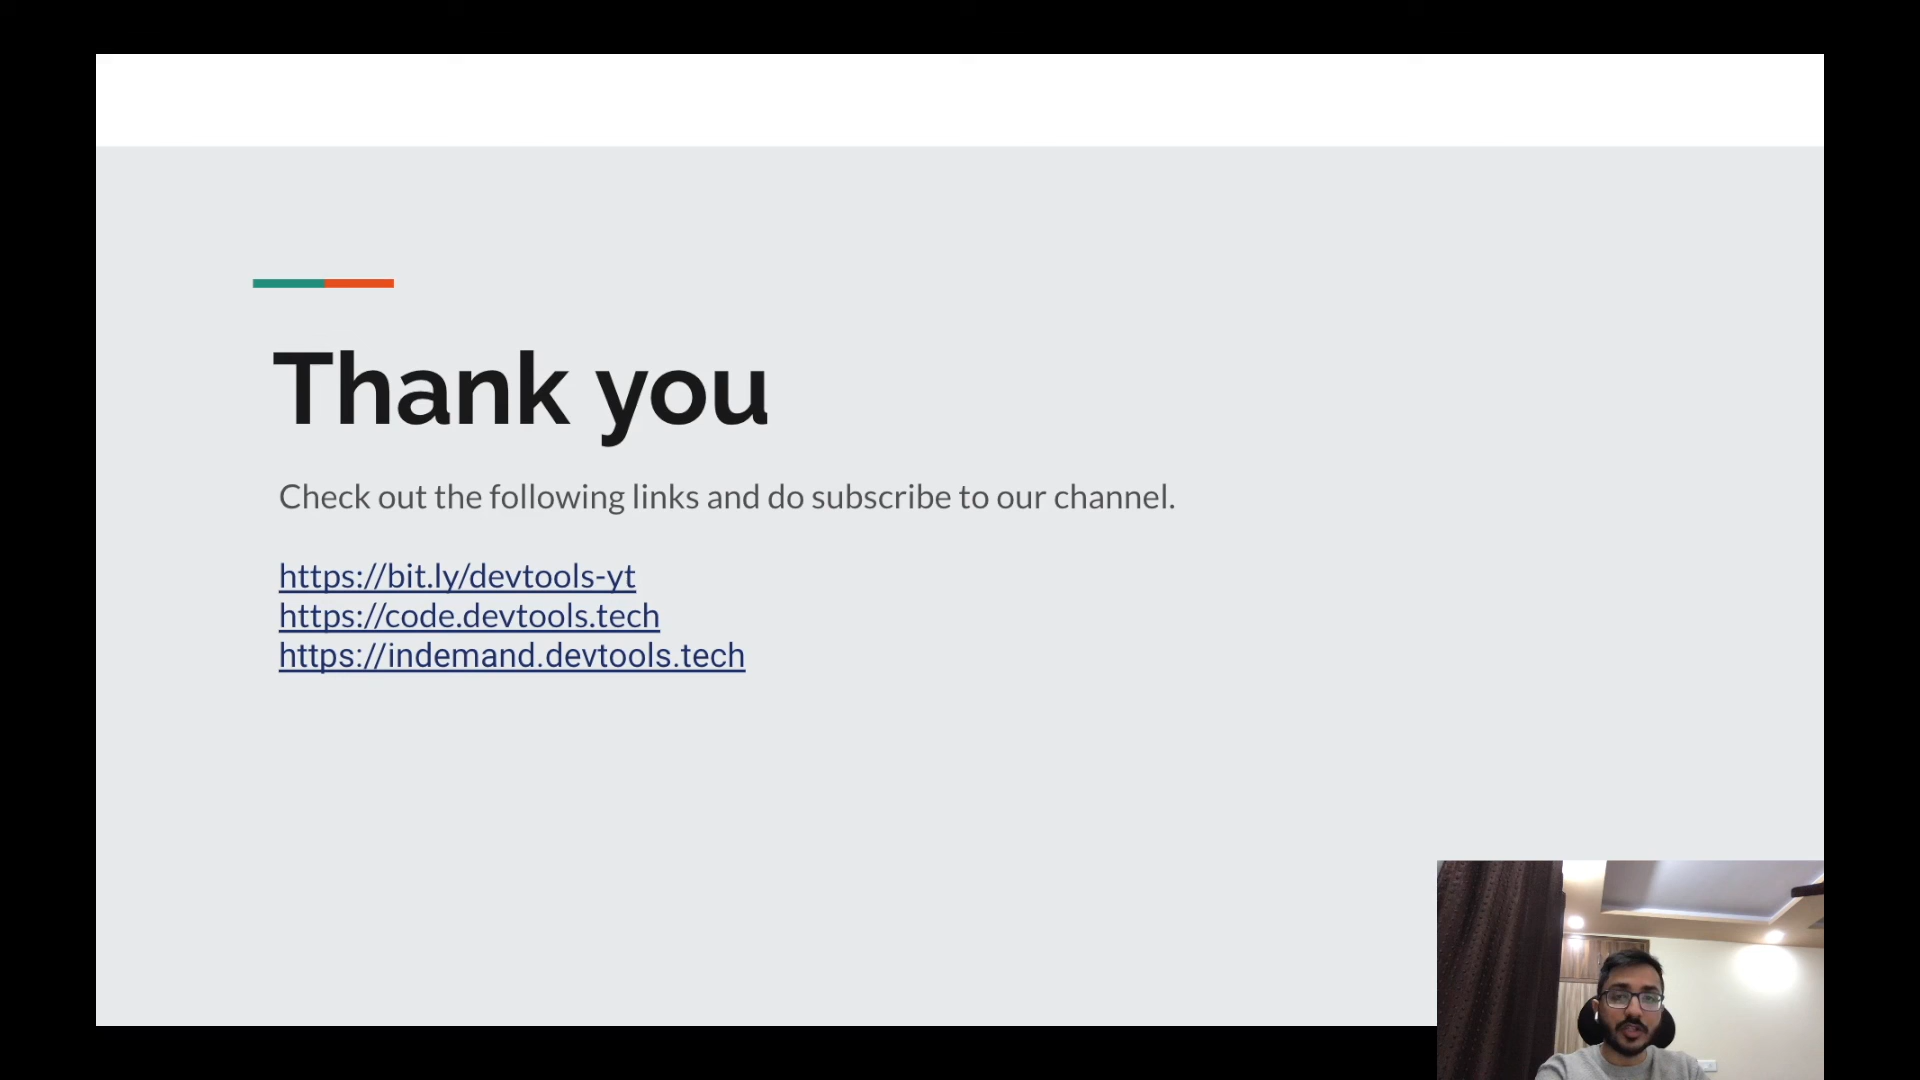 Thank you
Check out the following links and do subscribe to our channel.
https://bit.ly/devtools-yt
https://code.devtools.tech
https://indemand.devtools.tech